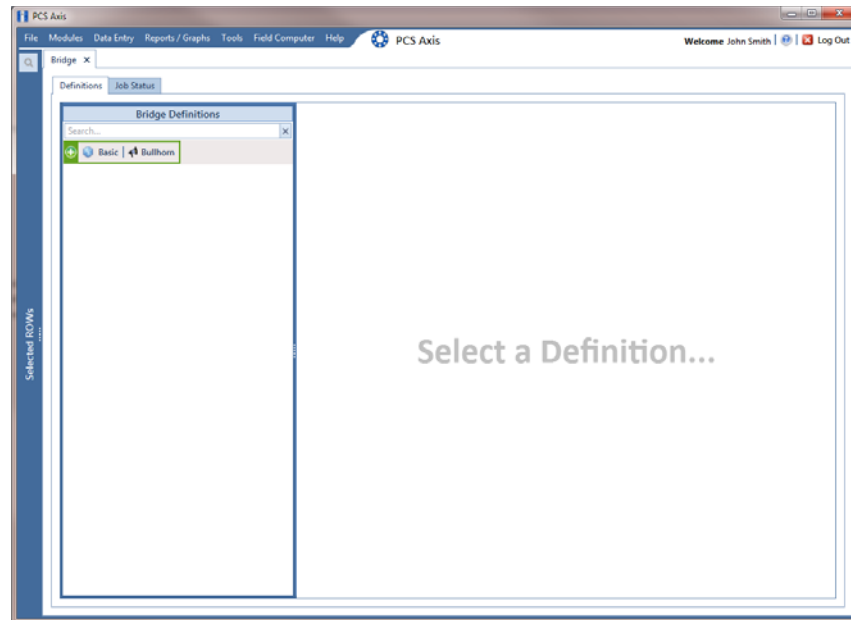 PCS Axis
File Modules Data Entry Reports / Graphs Tools Field Computer Help PCS Axis Welcome John Smith | ? | Log Out
Bridge X
Definitions Job Status
Bridge Definitions
Search...
Basic | Bullhorn
Select a Definition...
Selected ROWs